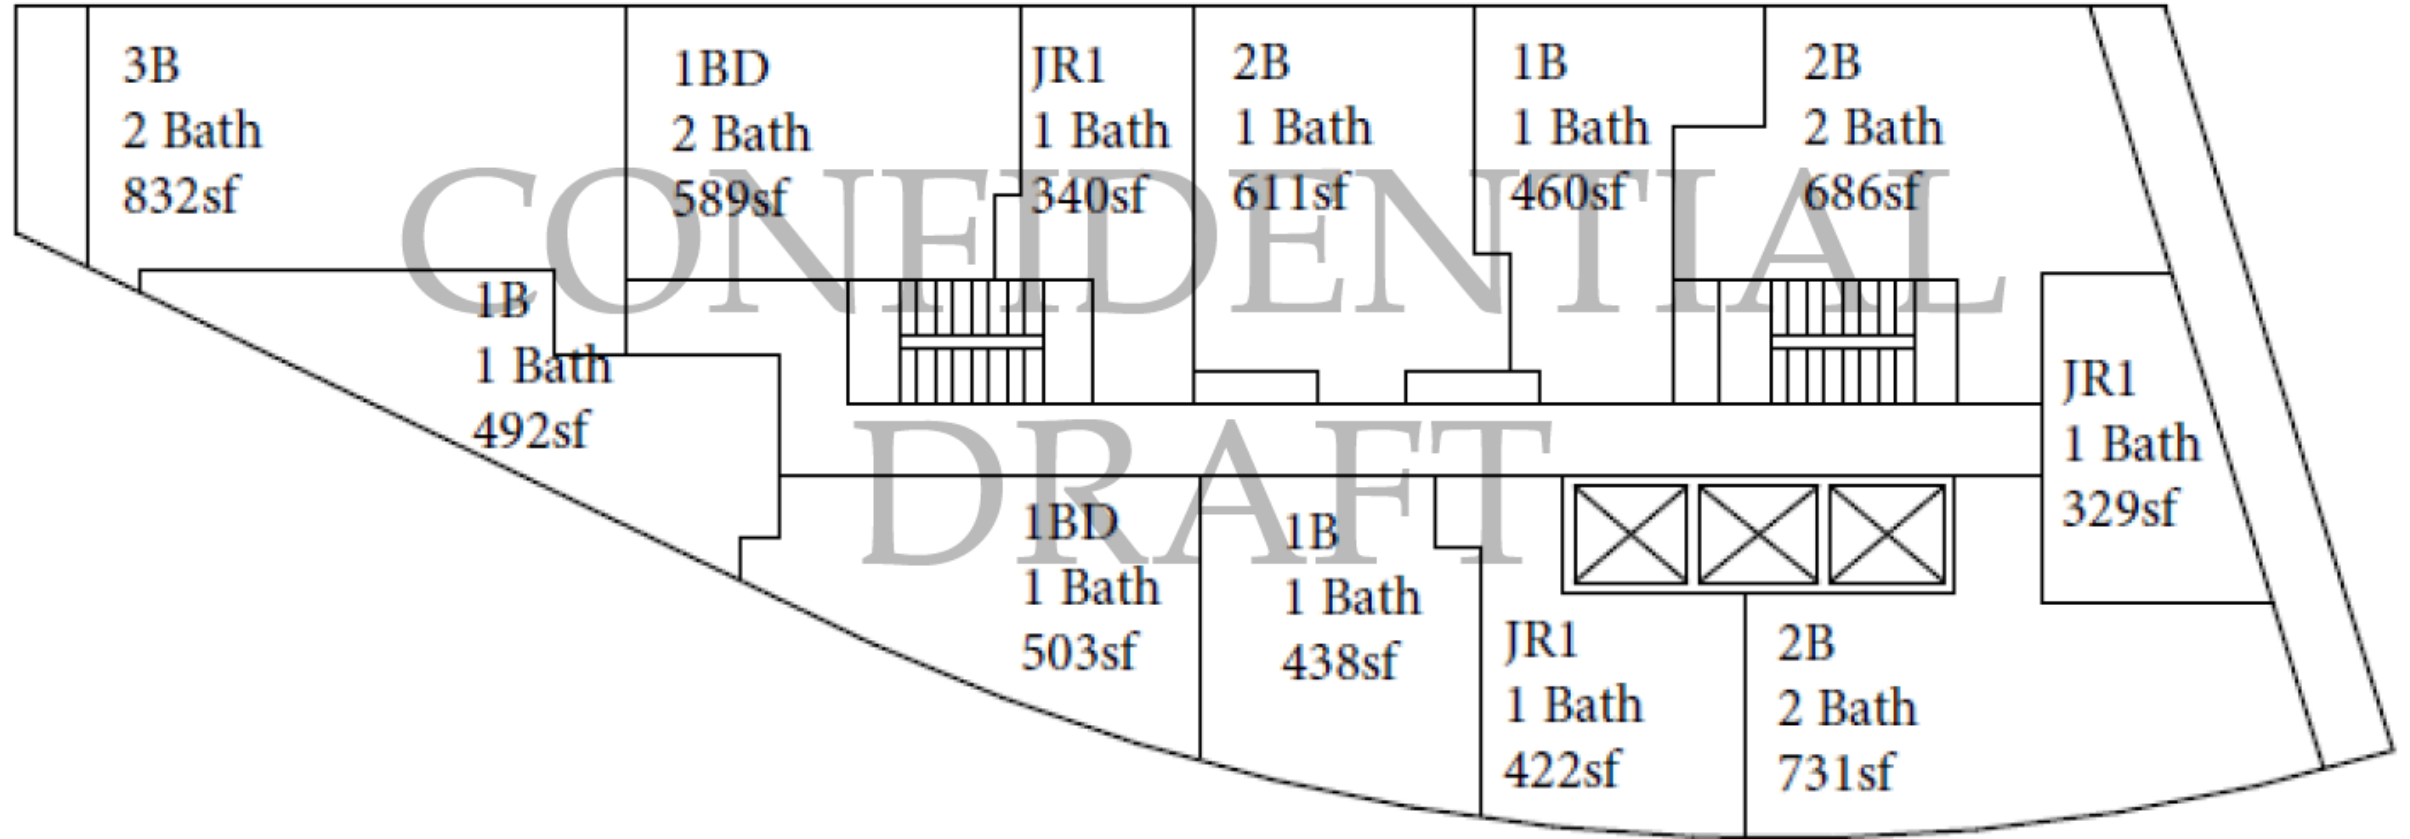 3B
2 Bath
832sf
1BD
2 Bath
589sf
JR1
1 Bath
340sf
2B
1 Bath
611sf
1B
1 Bath
460sf
2B
2 Bath
686sf
CONFIDENTIAL
DRAFT
1B
1 Bath
492sf
JR1
1 Bath
329sf
1BD
1 Bath
503sf
1B
1 Bath
438sf
JR1
1 Bath
422sf
2B
2 Bath
731sf